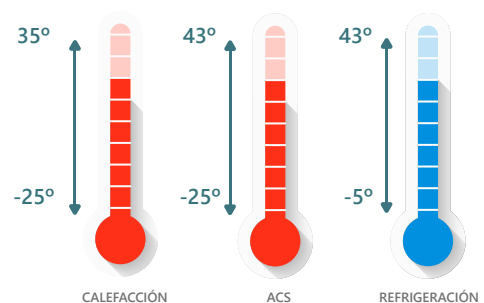 35º 43º 43º
-25º -25º -5º
CALEFACCIÓN ACS REFRIGERACIÓN